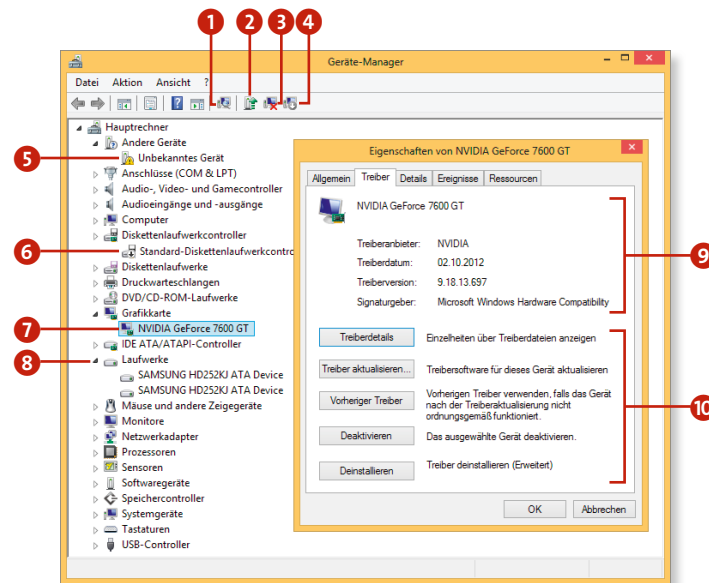 1 2 3 4
Geräte-Manager
Datei Aktion Ansicht ?
Hauptrechner
Andere Geräte
5 Unbekanntes Gerät
Anschlüsse (COM & LPT)
Audio-, Video- und Gamecontroller
Audioeingänge und -ausgänge
Computer
Diskettenlaufwerkcontroller
6 Standard-Diskettenlaufwerkcontro
Diskettenlaufwerke
Druckwarteschlangen
DVD/CD-ROM-Laufwerke
Grafikkarte
7 NVIDIA GeForce 7600 GT
IDE ATA/ATAPI-Controller
8 Laufwerke
SAMSUNG HD252KJ ATA Device
SAMSUNG HD252KJ ATA Device
Mäuse und andere Zeigegeräte
Monitore
Netzwerkadapter
Prozessoren
Sensoren
Softwaregeräte
Speichercontroller
Systemgeräte
Tastaturen
USB-Controller
Eigenschaften von NVIDIA GeForce 7600 GT
Allgemein Treiber Details Ereignisse Ressourcen
NVIDIA GeForce 7600 GT
Treiberanbieter: NVIDIA
Treiberdatum: 02.10.2012
9
Treiberversion: 9.18.13.697
Signaturgeber: Microsoft Windows Hardware Compatibility
Treiberdetails Einzelheiten über Treiberdateien anzeigen
Treiber aktualisieren... Treibersoftware für dieses Gerät aktualisieren
Vorheriger Treiber Vorherigen Treiber verwenden, falls das Gerät
nach der Treiberaktualisierung nicht
ordnungsgemäß funktioniert.
10
Deaktivieren Das ausgewählte Gerät deaktivieren.
Deinstallieren Treiber deinstallieren (Erweitert)
OK Abbrechen